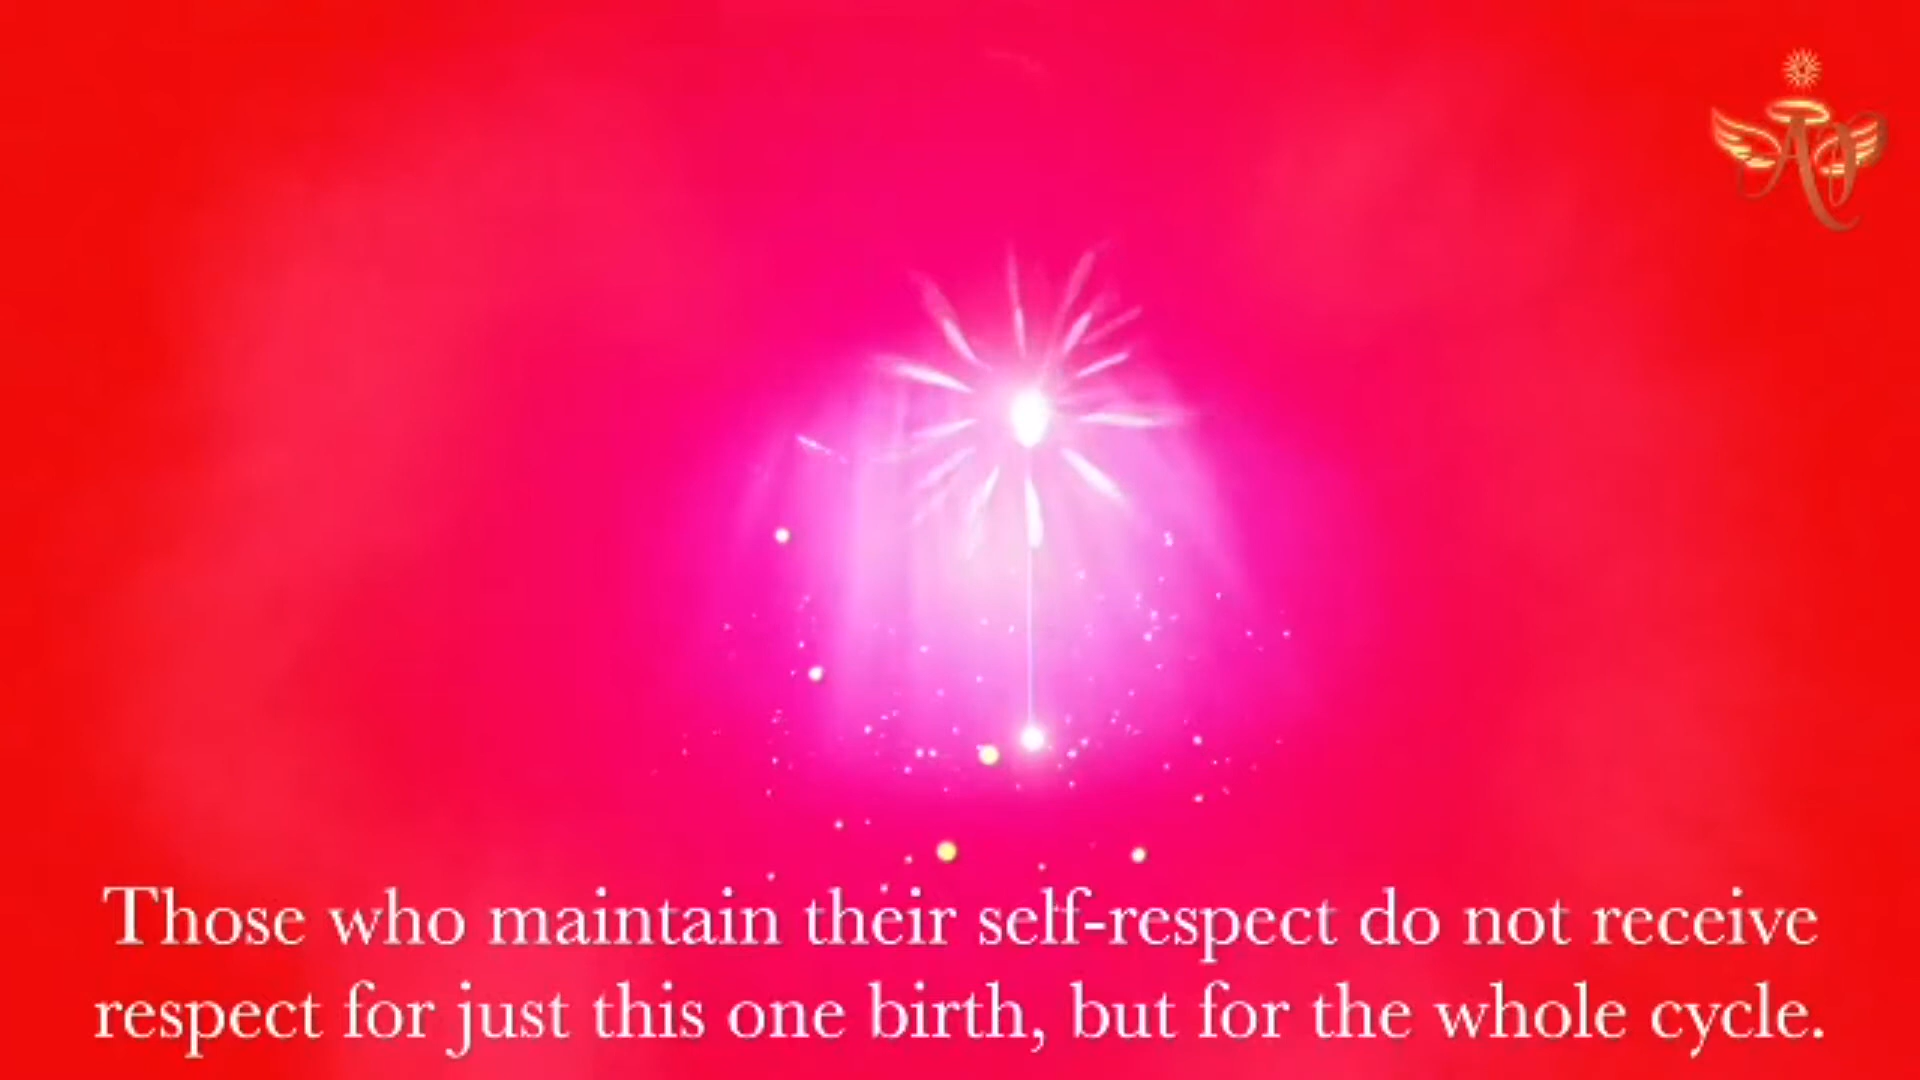 Those who maintain their self-respect do not receive
respect for just this one birth, but for the whole cycle.